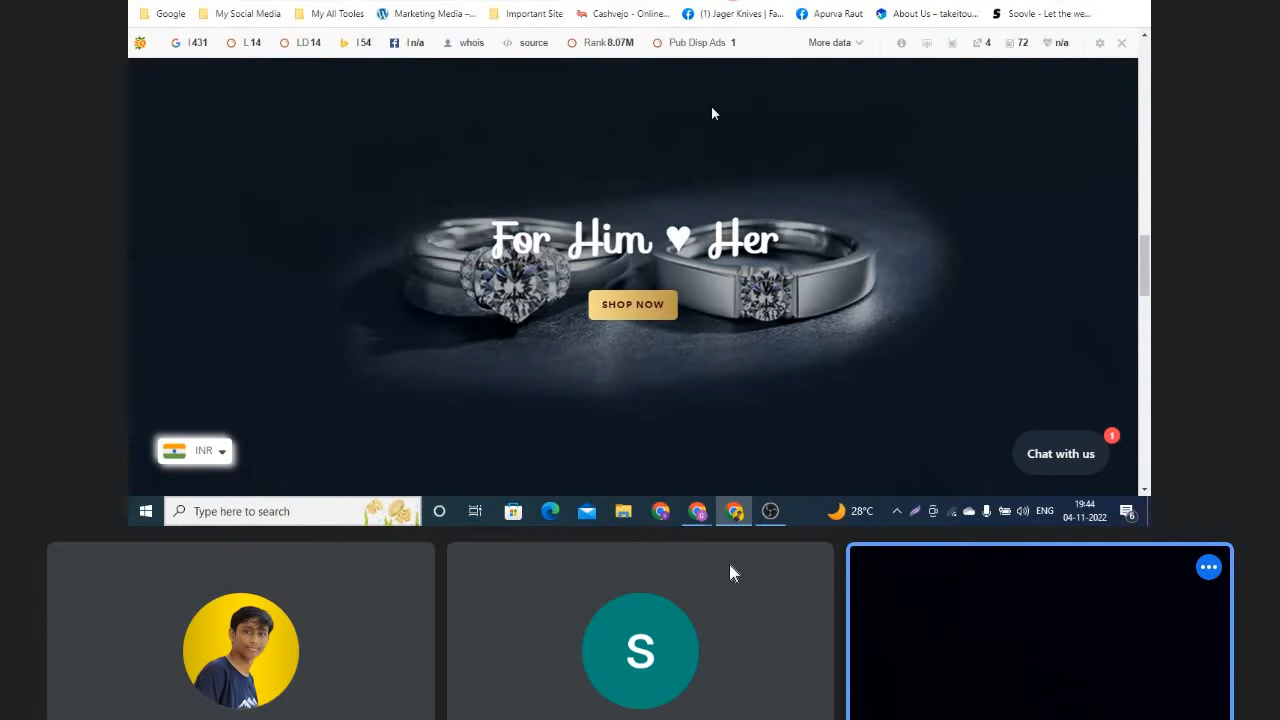 Google My Social Media My All Tooles Marketing Media –... Important Site Cashvejo - Online... (1) Jager Knives | Fa... Apurva Raut About Us – takeitou... Soovle - Let the we...
I 431 L 14 LD 14 I 54 I n/a whois source Rank 8.07M Pub Disp Ads 1 More data 4 72 n/a
For Him ♥ Her
SHOP NOW
INR
1
Chat with us
Type here to search
28°C
ENG
19:44
04-11-2022
6
S